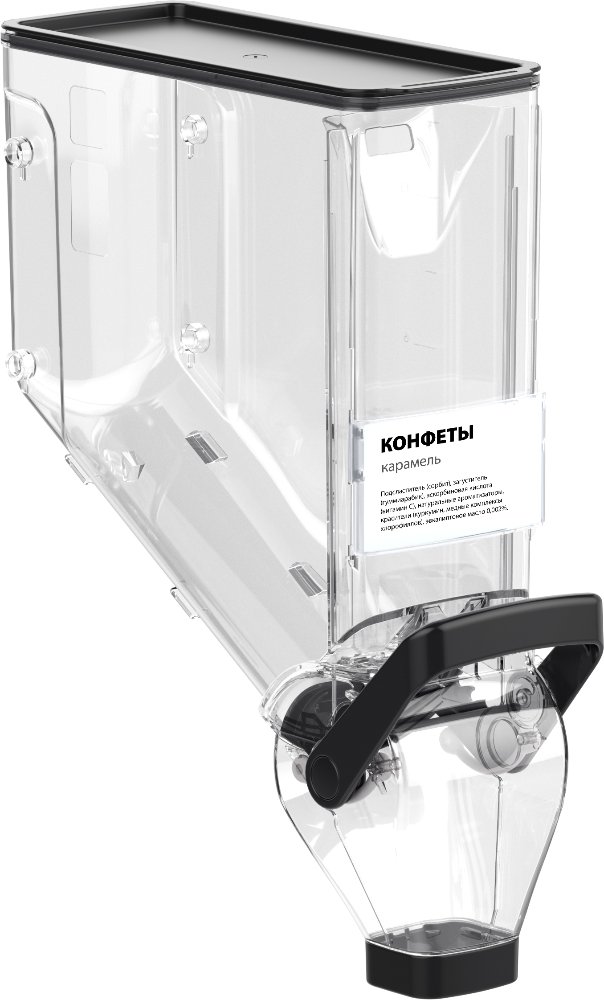 КОНФЕТЫ
карамель
Подсластитель (сорбит), загуститель
(гуммиарабик), аскорбиновая кислота
(витамин С), натуральные ароматизаторы,
красители (куркумин, медные комплексы
хлорофиллов), эвкалиптовое масло 0,002%.